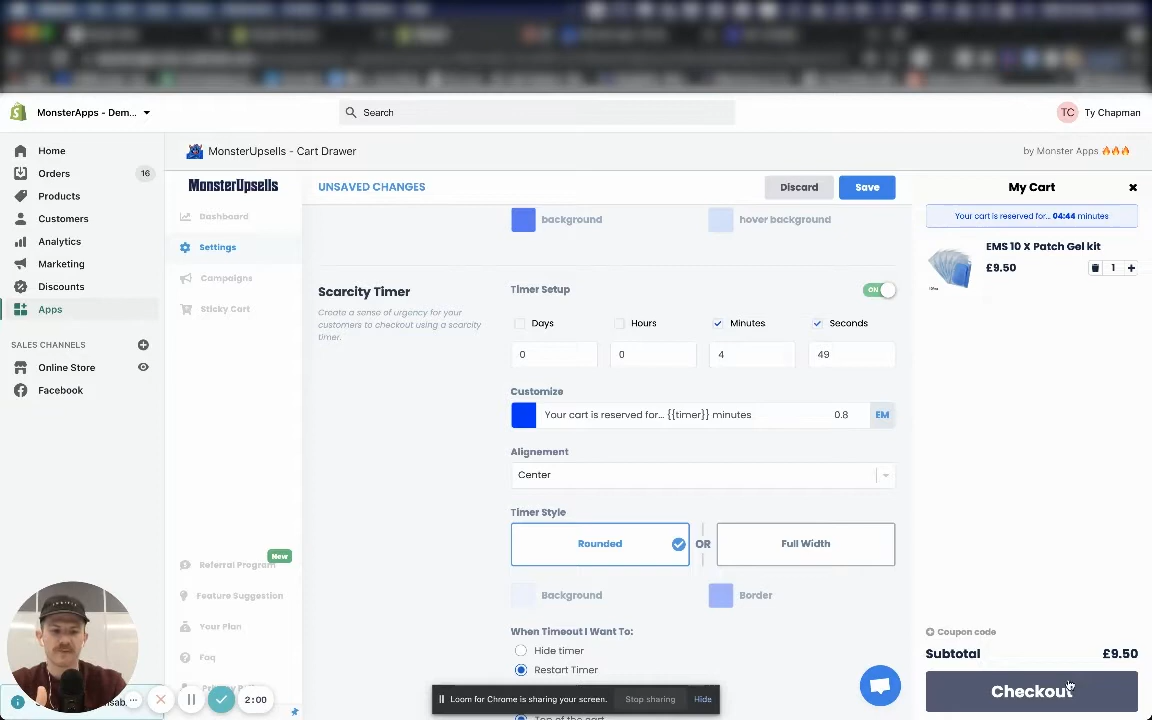 MonsterApps - Dem...
Search
TC
Ty Chapman
Home
Orders
16
Products
Customers
Analytics
Marketing
Discounts
Apps
SALES CHANNELS
Online Store
Facebook
MonsterUpsells - Cart Drawer
by Monster Apps 🔥🔥🔥
MonsterUpsells
Dashboard
Settings
Campaigns
Sticky Cart
New
Referral Program
Feature Suggestion
Your Plan
Faq
UNSAVED CHANGES
Discard
Save
background
hover background
Scarcity Timer
Create a sense of urgency for your
customers to checkout using a scarcity
timer.
Timer Setup
ON
Days
Hours
Minutes
Seconds
0
0
4
49
Customize
Your cart is reserved for... {{timer}} minutes
0.8
EM
Alignement
Center
Timer Style
Rounded
OR
Full Width
Background
Border
When Timeout I Want To:
Hide timer
Restart Timer
Top of the cart
My Cart
Your cart is reserved for... 04:44 minutes
EMS 10 X Patch Gel kit
£9.50
1
Coupon code
Subtotal
£9.50
Checkout
2:00
Loom for Chrome is sharing your screen.
Stop sharing
Hide